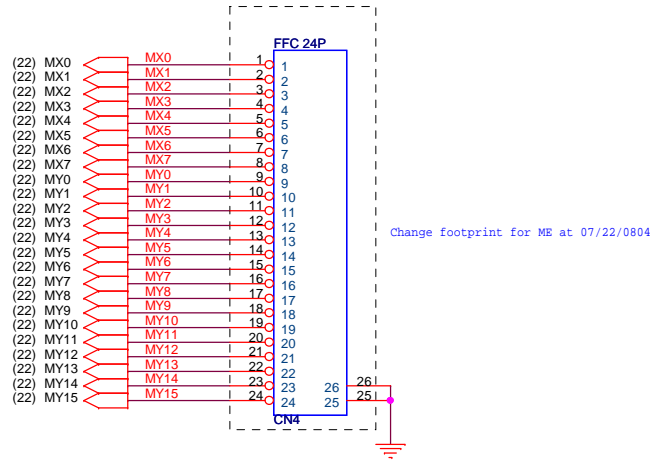 FFC 24P
(22) MX0 MX0 1 1
(22) MX1 MX1 2 2
(22) MX2 MX2 3 3
(22) MX3 MX3 4 4
(22) MX4 MX4 5 5
(22) MX5 MX5 6 6
(22) MX6 MX6 7 7
(22) MX7 MX7 8 8
(22) MY0 MY0 9 9
(22) MY1 MY1 10 10
(22) MY2 MY2 11 11
(22) MY3 MY3 12 12
(22) MY4 MY4 13 13
(22) MY5 MY5 14 14
(22) MY6 MY6 15 15
(22) MY7 MY7 16 16
(22) MY8 MY8 17 17
(22) MY9 MY9 18 18
(22) MY10 MY10 19 19
(22) MY11 MY11 20 20
(22) MY12 MY12 21 21
(22) MY13 MY13 22 22
(22) MY14 MY14 23 23 26 26
(22) MY15 MY15 24 24 25 25
CN4
Change footprint for ME at 07/22/0804